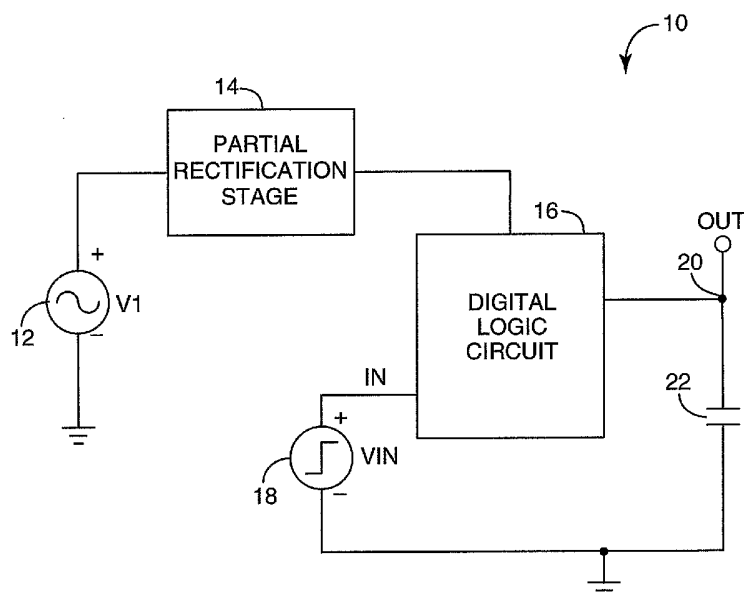 10
14
PARTIAL
RECTIFICATION
STAGE
16
OUT
20
+
V1
12
−
DIGITAL
LOGIC
CIRCUIT
IN
22
+
VIN
18
−